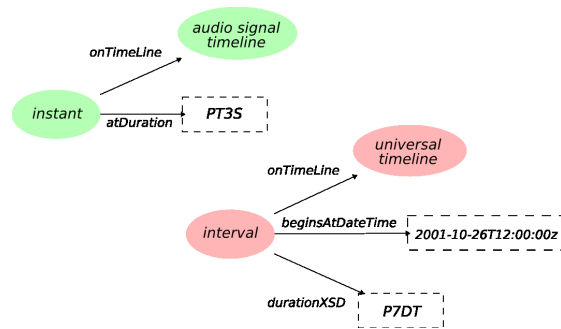 audio signal
timeline
onTimeLine
instant
PT3S
atDuration
universal
timeline
onTimeLine
beginsAtDateTime
interval
2001-10-26T12:00:00z
durationXSD
P7DT